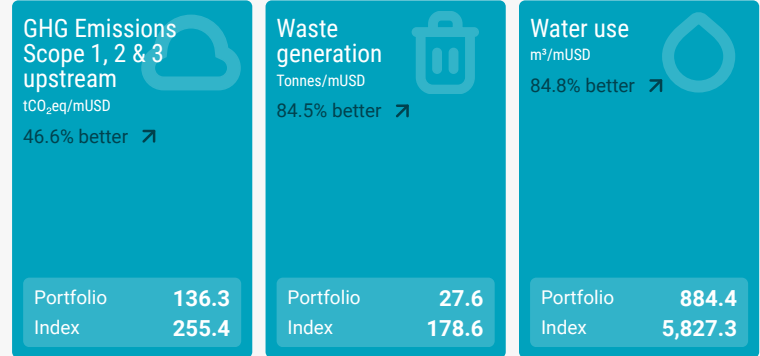 GHG Emissions
Scope 1, 2 & 3
upstream
tCO₂eq/mUSD
46.6% better
Portfolio 136.3
Index 255.4
Waste
generation
Tonnes/mUSD
84.5% better
Portfolio 27.6
Index 178.6
Water use
m³/mUSD
84.8% better
Portfolio 884.4
Index 5,827.3